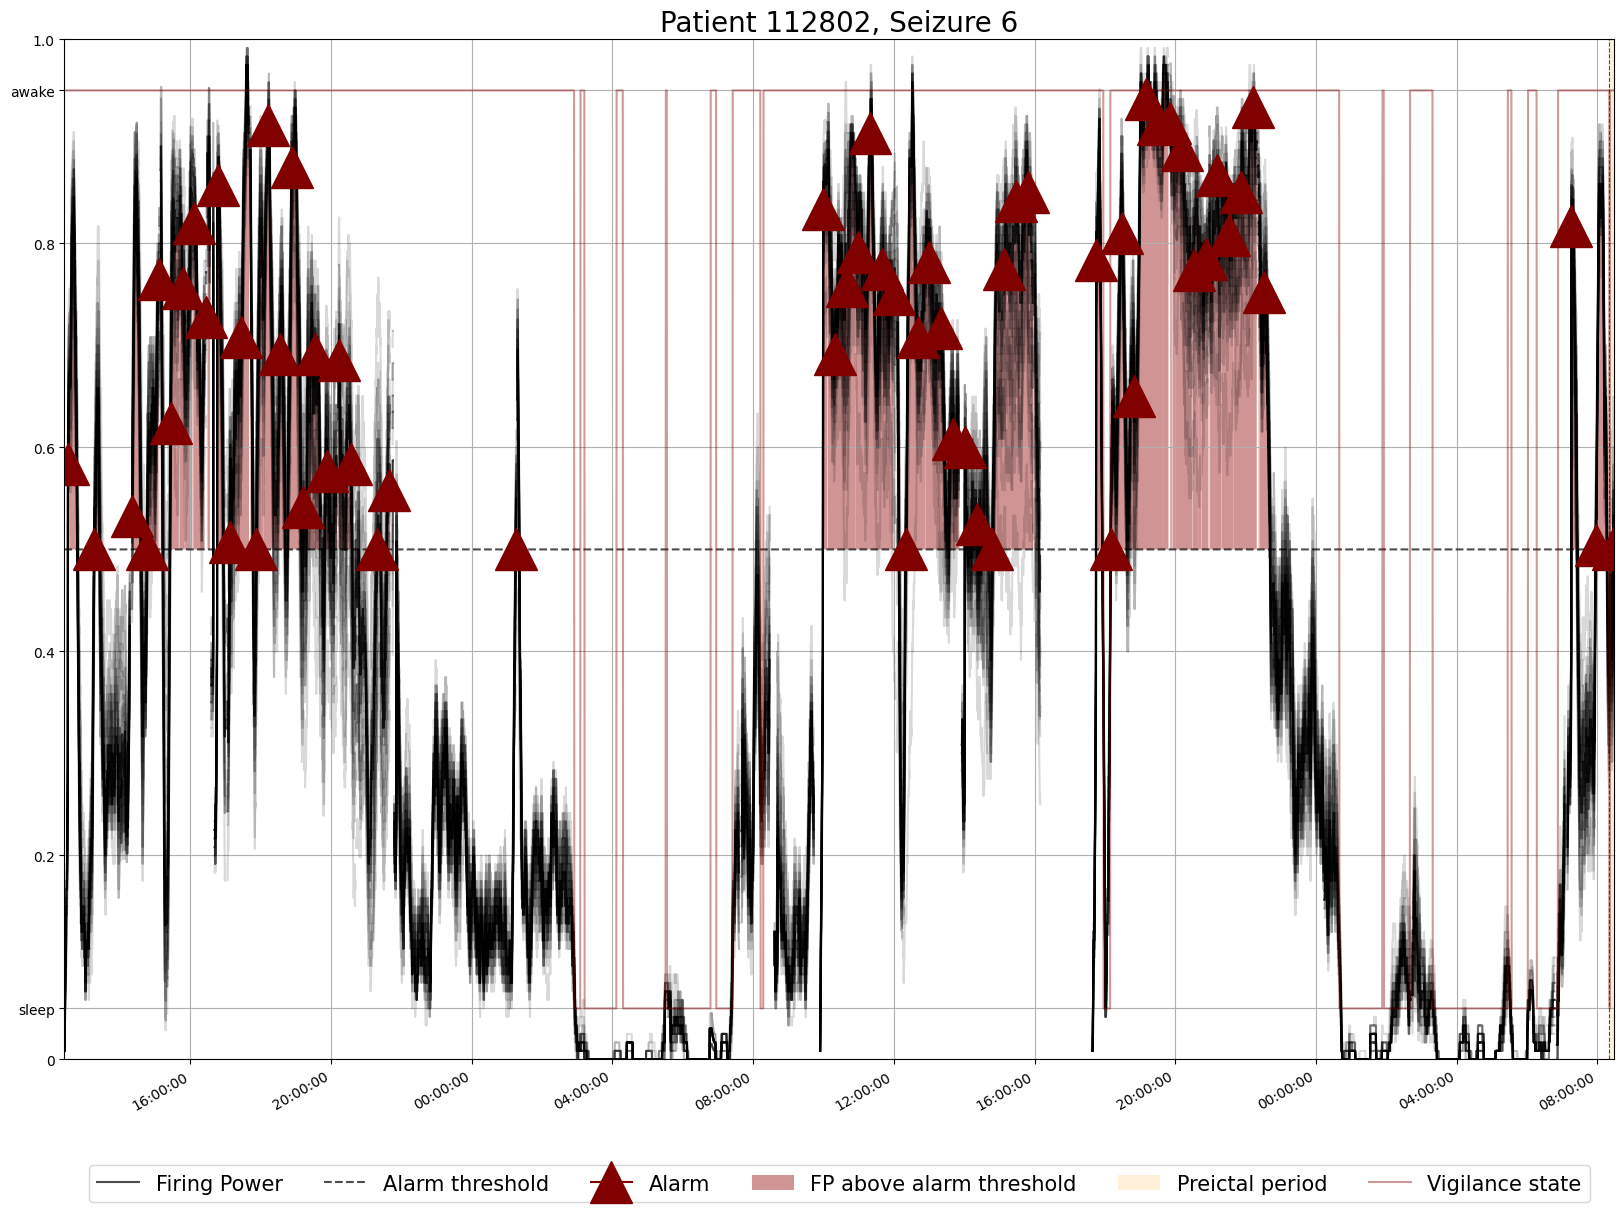 Patient 112802, Seizure 6
1.0
awake
0.8
0.6
0.4
0.2
sleep
0
16:00:00 20:00:00 00:00:00 04:00:00 08:00:00 12:00:00 16:00:00 20:00:00 00:00:00 04:00:00 08:00:00
Firing Power Alarm threshold Alarm FP above alarm threshold Preictal period Vigilance state